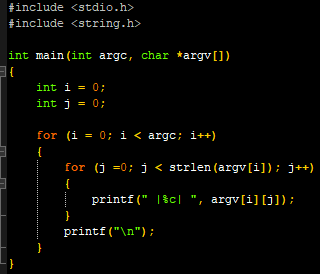 #include <stdio.h>
#include <string.h>

int main(int argc, char *argv[])
{
    int i = 0;
    int j = 0;

    for (i = 0; i < argc; i++)
    {
        for (j =0; j < strlen(argv[i]); j++)
        {
            printf(" |%c| ", argv[i][j]);
        }
        printf("\n");
    }
}